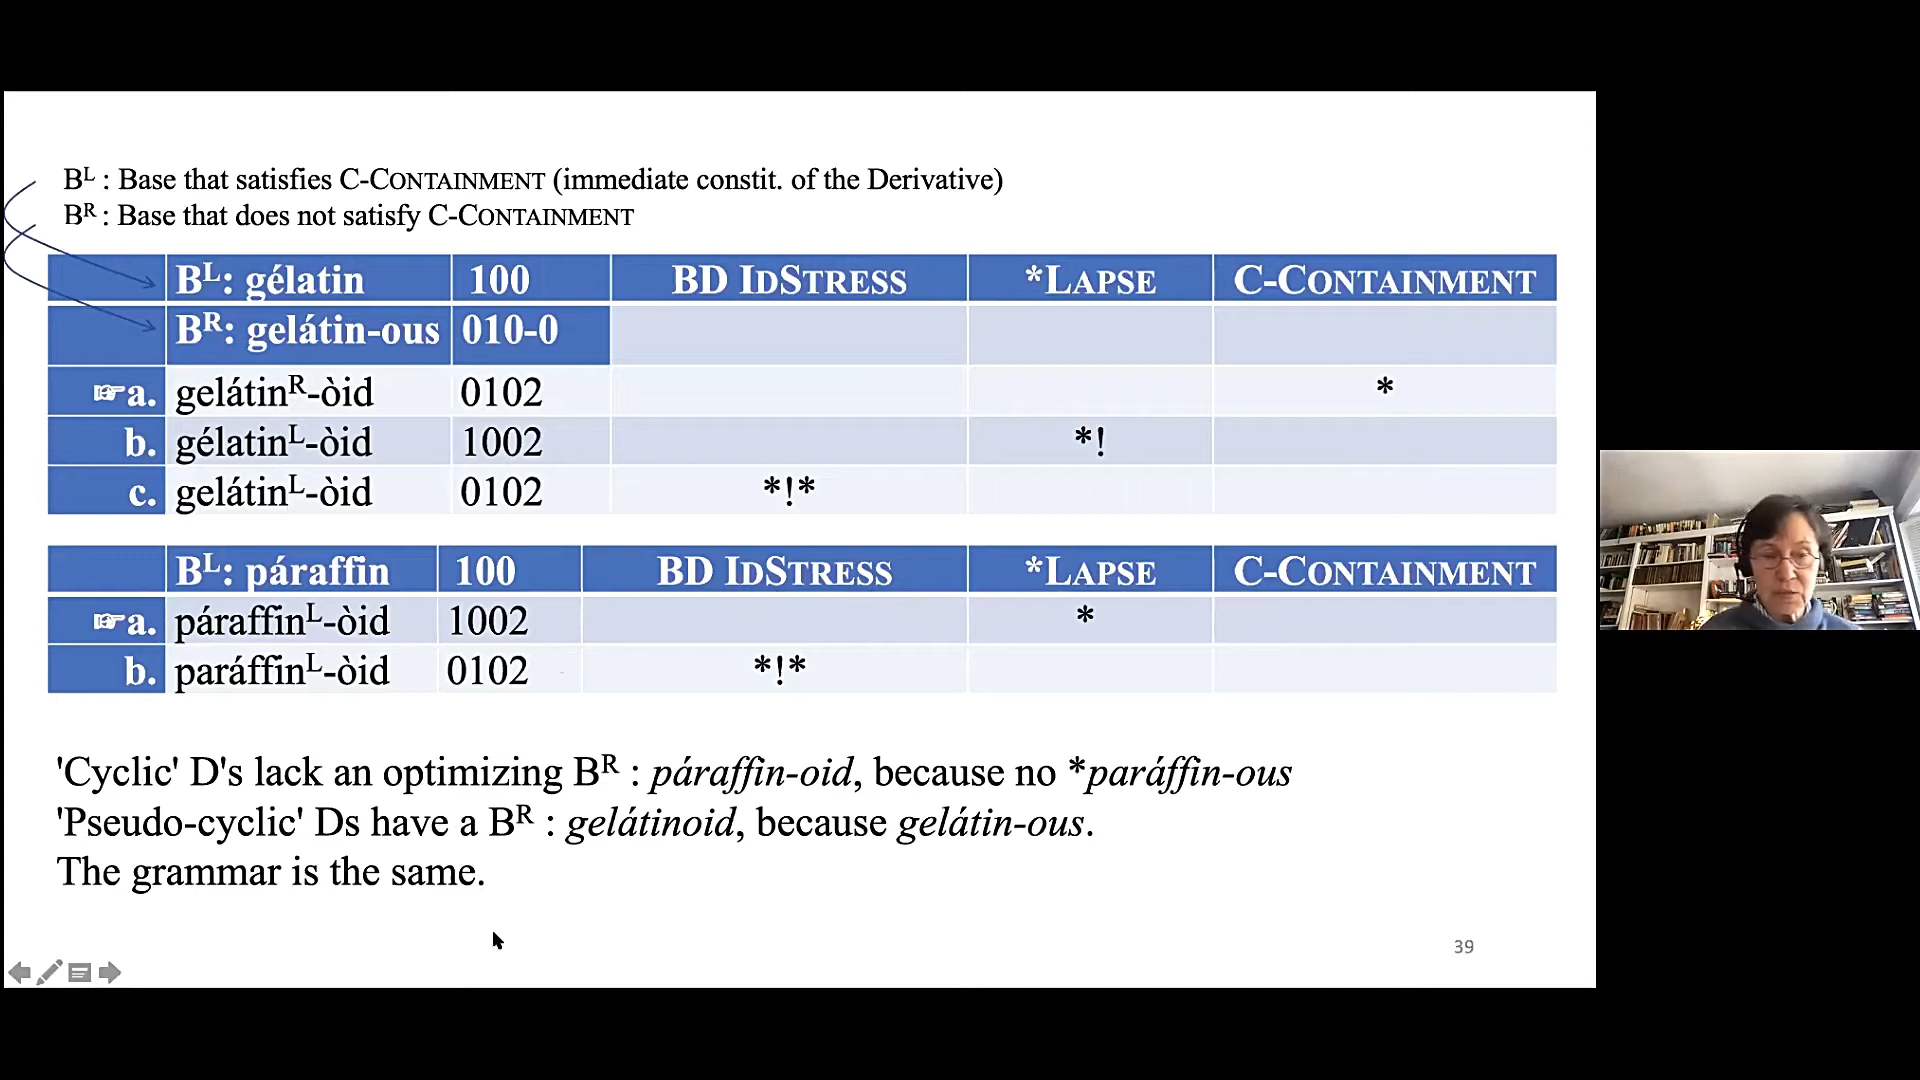 Bᴸ : Base that satisfies C-CONTAINMENT (immediate constit. of the Derivative)
Bᴿ : Base that does not satisfy C-CONTAINMENT
Bᴸ: gélatin 100 BD IDSTRESS *LAPSE C-CONTAINMENT
Bᴿ: gelátin-ous 010-0
☞a. gelátinᴿ-òid 0102 *
b. gélatinᴸ-òid 1002 *!
c. gelátinᴸ-òid 0102 *!*
Bᴸ: páraffin 100 BD IDSTRESS *LAPSE C-CONTAINMENT
☞a. páraffinᴸ-òid 1002 *
b. paráffinᴸ-òid 0102 *!*
'Cyclic' D's lack an optimizing Bᴿ : páraffin-oid, because no *paráffin-ous
'Pseudo-cyclic' Ds have a Bᴿ : gelátinoid, because gelátin-ous.
The grammar is the same.
39